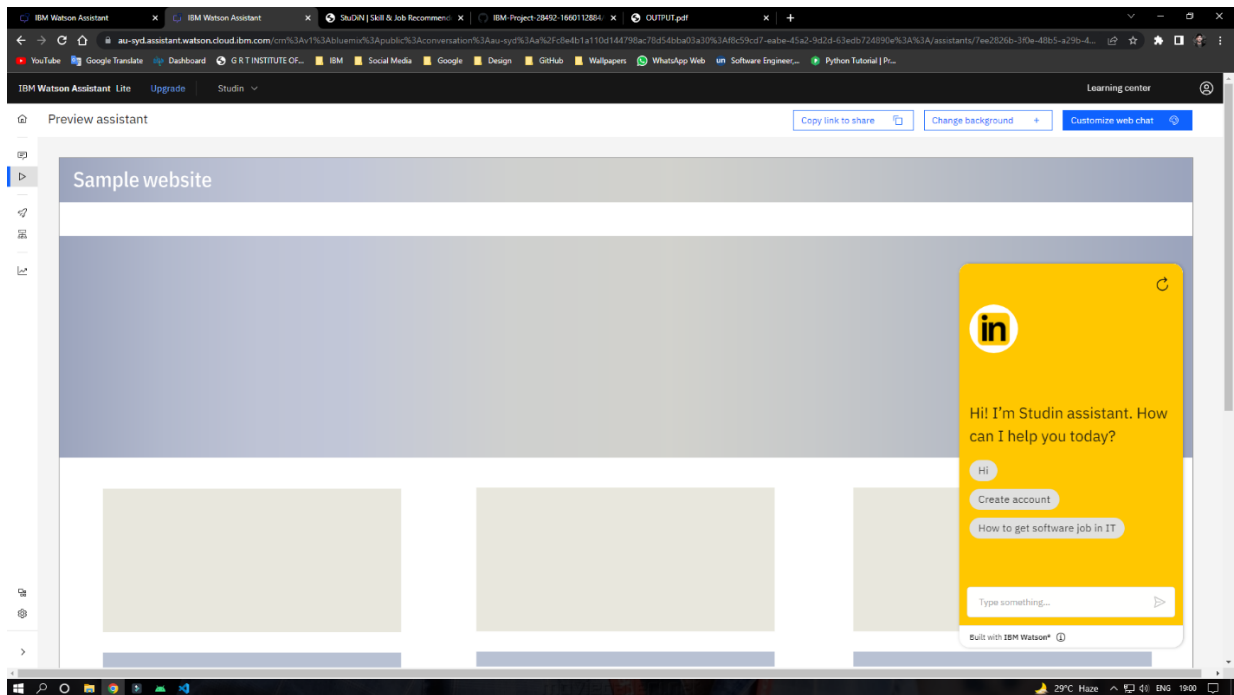 IBM Watson Assistant
IBM Watson Assistant
StuDiN | Skill & Job Recommend
IBM-Project-28492-1660112884
OUTPUT.pdf
au-syd.assistant.watson.cloud.ibm.com/
YouTube Google Translate Dashboard G R T INSTITUTE OF... IBM Social Media Google Design GitHub Wallpapers WhatsApp Web un Software Engineer,... Python Tutorial | Pr...
IBM Watson Assistant Lite Upgrade Studin Learning center
Preview assistant Copy link to share Change background + Customize web chat
Sample website
in
Hi! I'm Studin assistant. How
can I help you today?
Hi
Create account
How to get software job in IT
Type something...
Built with IBM Watson®
29°C Haze ENG 19:00